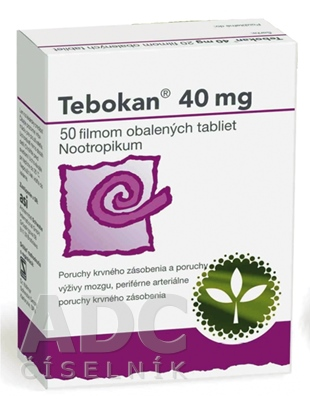 Tebokan® 40 mg
50 filmom obalených tabliet
Nootropikum
Poruchy krvného zásobenia a poruchy
výživy mozgu, periférne arteriálne
poruchy krvného zásobenia
ADC
ČÍSELNÍK